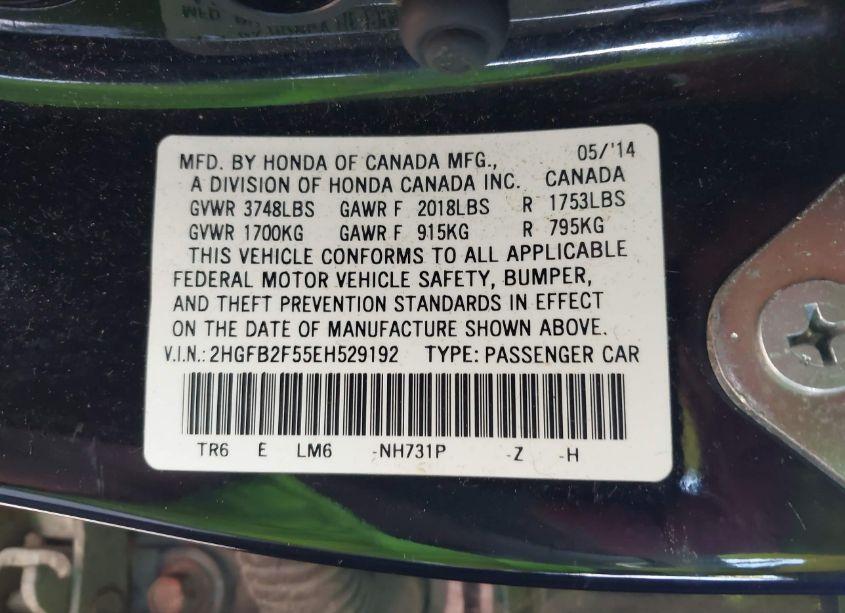 MFD. BY HONDA OF CANADA MFG., 05/'14
A DIVISION OF HONDA CANADA INC. CANADA
GVWR 3748LBS GAWR F 2018LBS R 1753LBS
GVWR 1700KG GAWR F 915KG R 795KG
THIS VEHICLE CONFORMS TO ALL APPLICABLE
FEDERAL MOTOR VEHICLE SAFETY, BUMPER,
AND THEFT PREVENTION STANDARDS IN EFFECT
ON THE DATE OF MANUFACTURE SHOWN ABOVE.
V.I.N.: 2HGFB2F55EH529192 TYPE: PASSENGER CAR
TR6 E LM6 -NH731P -Z -H